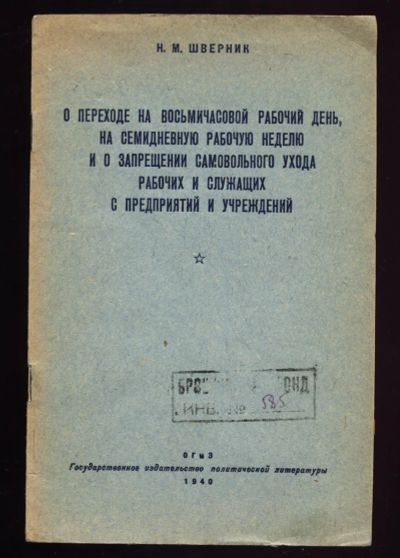 Н. М. ШВЕРНИК
О ПЕРЕХОДЕ НА ВОСЬМИЧАСОВОЙ РАБОЧИЙ ДЕНЬ,
НА СЕМИДНЕВНУЮ РАБОЧУЮ НЕДЕЛЮ
И О ЗАПРЕЩЕНИИ САМОВОЛЬНОГО УХОДА
РАБОЧИХ И СЛУЖАЩИХ
С ПРЕДПРИЯТИЙ И УЧРЕЖДЕНИЙ
ИНВ. № 585
ОГИЗ
Государственное издательство политической литературы
1940